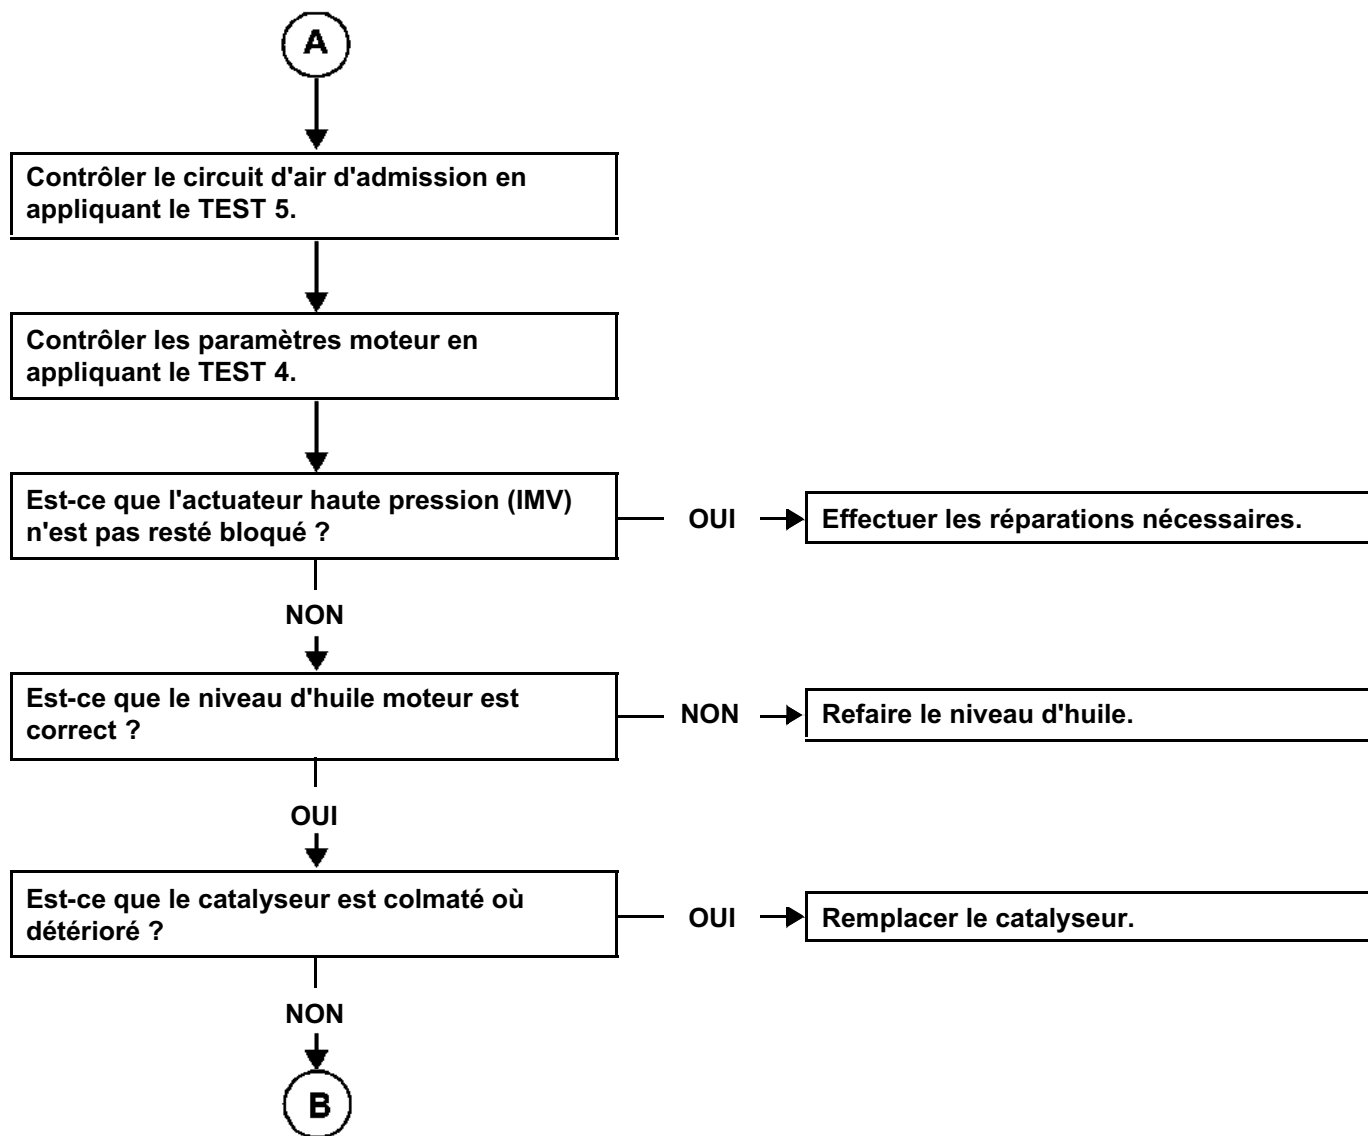 A
Contrôler le circuit d'air d'admission en
appliquant le TEST 5.
Contrôler les paramètres moteur en
appliquant le TEST 4.
Est-ce que l'actuateur haute pression (IMV)
n'est pas resté bloqué ?
OUI
Effectuer les réparations nécessaires.
NON
Est-ce que le niveau d'huile moteur est
correct ?
NON
Refaire le niveau d'huile.
OUI
Est-ce que le catalyseur est colmaté où
détérioré ?
OUI
Remplacer le catalyseur.
NON
B